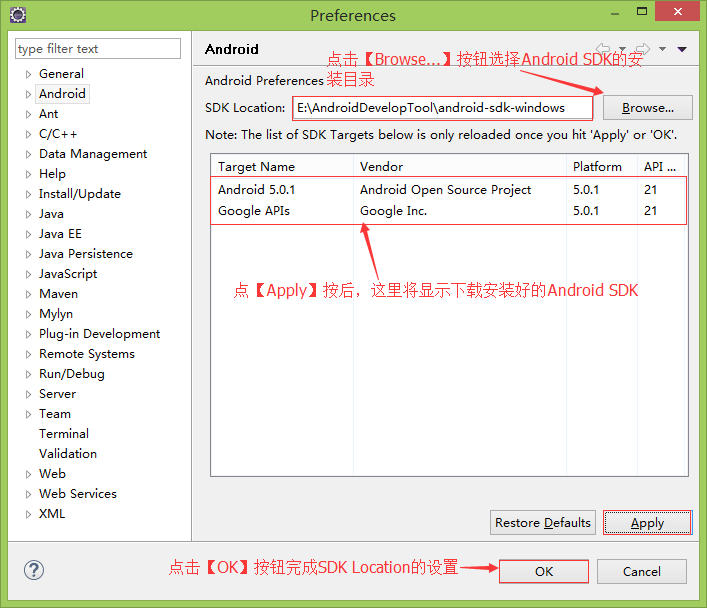 Preferences
type filter text
General
Android
Ant
C/C++
Data Management
Help
Install/Update
Java
Java EE
Java Persistence
JavaScript
Maven
Mylyn
Plug-in Development
Remote Systems
Run/Debug
Server
Team
Terminal
Validation
Web
Web Services
XML
Android
点击【Browse...】按钮选择Android SDK的安
装目录
Android Preferences
SDK Location: E:\AndroidDevelopTool\android-sdk-windows Browse...
Note: The list of SDK Targets below is only reloaded once you hit 'Apply' or 'OK'.
Target Name Vendor Platform API ...
Android 5.0.1 Android Open Source Project 5.0.1 21
Google APIs Google Inc. 5.0.1 21
点【Apply】按后，这里将显示下载安装好的Android SDK
Restore Defaults Apply
点击【OK】按钮完成SDK Location的设置
? OK Cancel